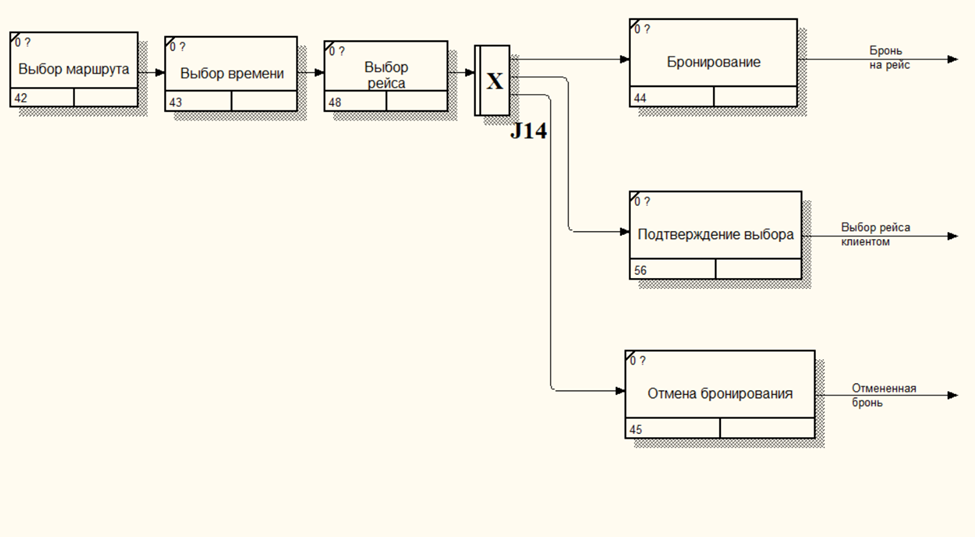 0 ?
Выбор маршрута
42
0 ?
Выбор времени
43
0 ?
Выбор
рейса
48
X
J14
0 ?
Бронирование
44
Бронь
на рейс
0 ?
Подтверждение выбора
56
Выбор рейса
клиентом
0 ?
Отмена бронирования
45
Отмененная
бронь